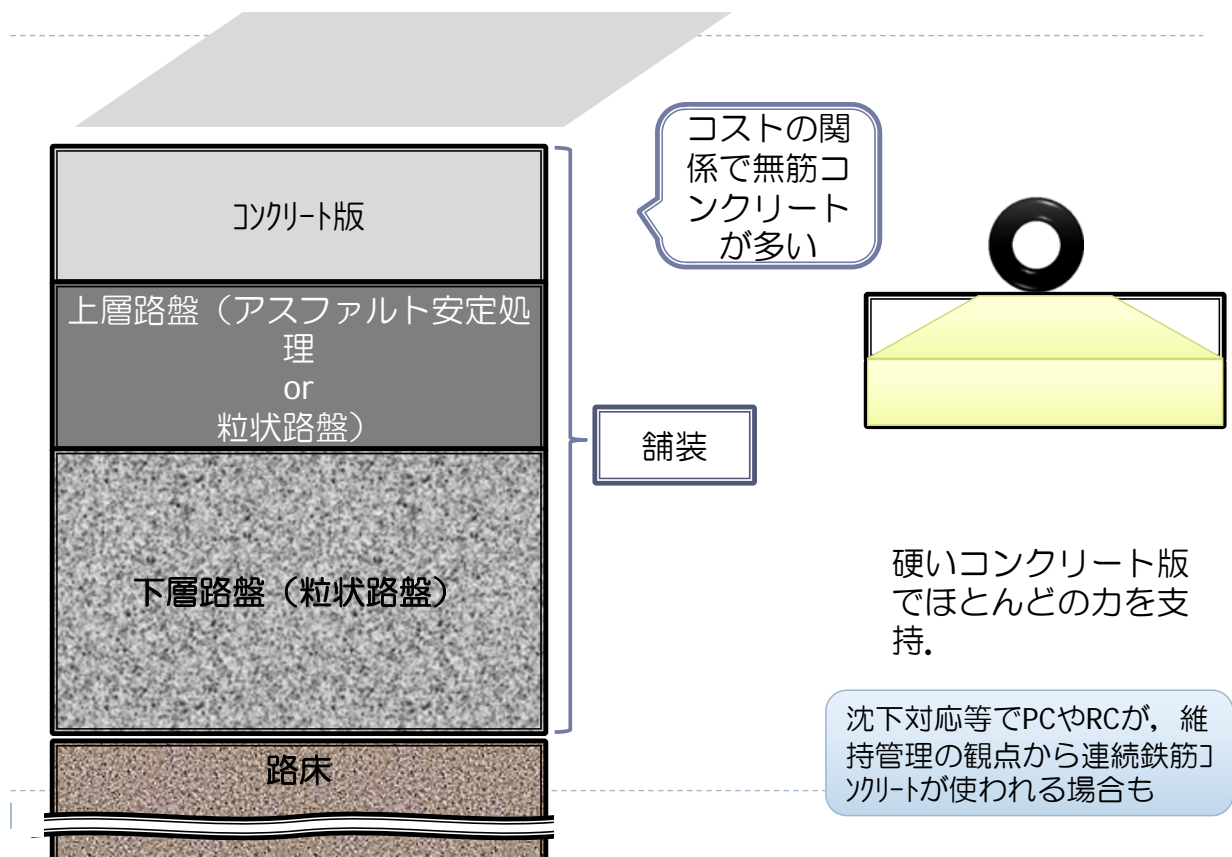 コストの関
係で無筋コ
ンクリート
が多い
ｺﾝｸﾘｰﾄ版
上層路盤（アスファルト安定処
理
or
粒状路盤）
舗装
下層路盤（粒状路盤）
硬いコンクリート版
でほとんどの力を支
持．
沈下対応等でPCやRCが，維
持管理の観点から連続鉄筋ｺ
ﾝｸﾘｰﾄが使われる場合も
路床